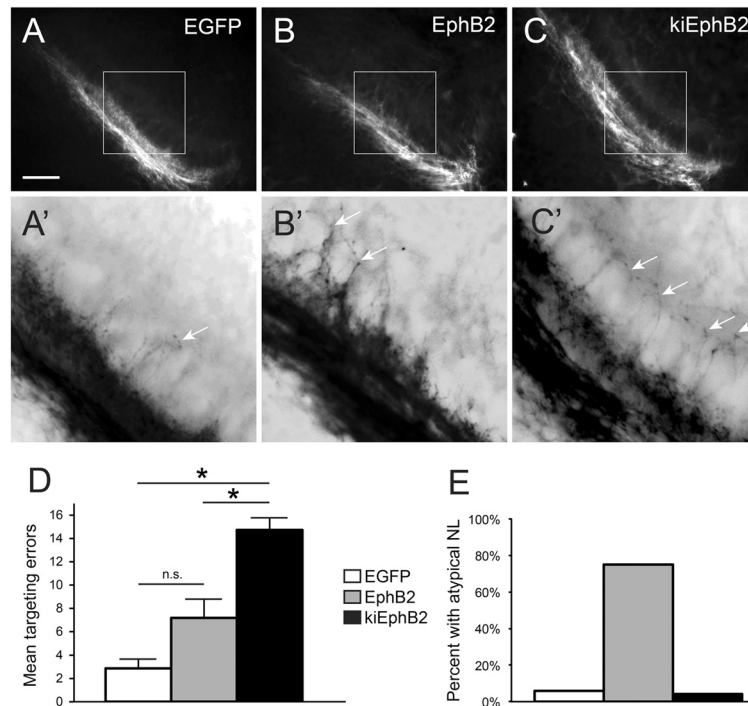 A EGFP
B EphB2
C kiEphB2
A'
B'
C'
D
*
*
n.s.
Mean targeting errors
16
14
12
10
8
6
4
2
0
EGFP
EphB2
kiEphB2
E
Percent with atypical NL
100%
80%
60%
40%
20%
0%